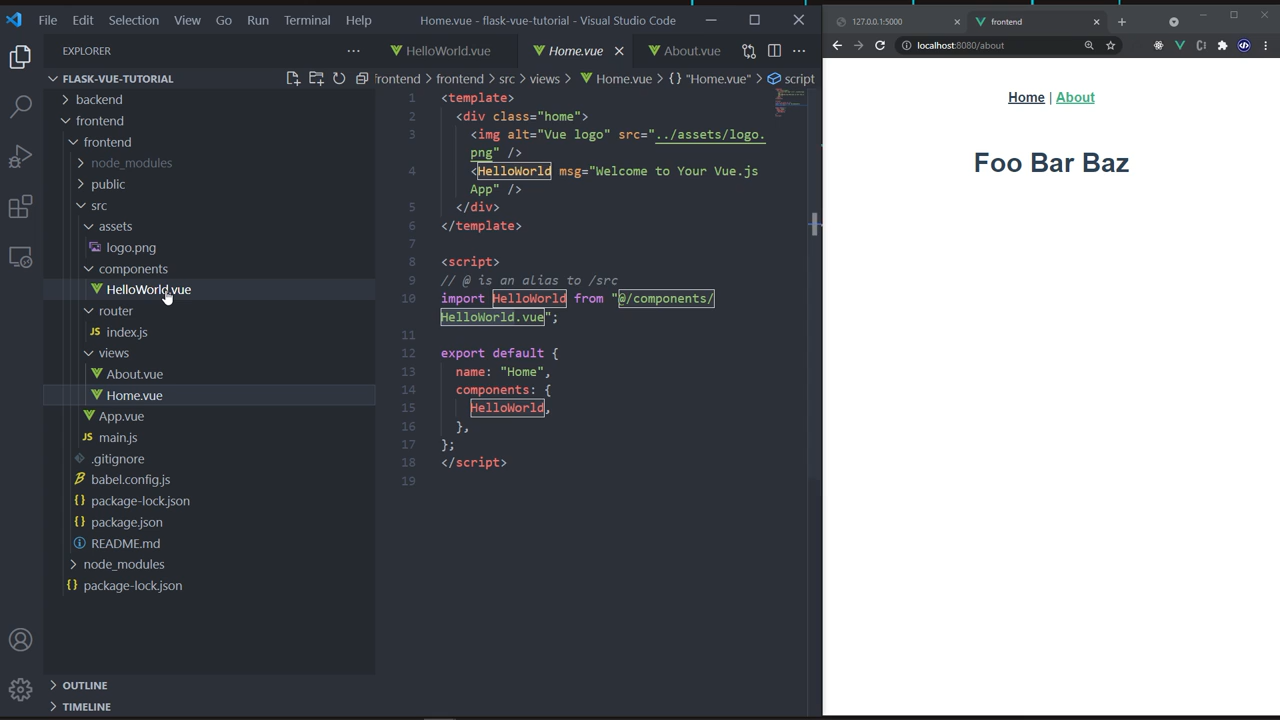 File Edit Selection View Go Run Terminal Help
Home.vue - flask-vue-tutorial - Visual Studio Code
EXPLORER
FLASK-VUE-TUTORIAL
backend
frontend
frontend
node_modules
public
src
assets
logo.png
components
HelloWorld.vue
router
JS index.js
views
About.vue
Home.vue
App.vue
JS main.js
.gitignore
babel.config.js
{} package-lock.json
{} package.json
README.md
node_modules
{} package-lock.json
OUTLINE
TIMELINE
HelloWorld.vue
Home.vue
About.vue
frontend > frontend > src > views > Home.vue > {} "Home.vue" > script
1 <template>
2 <div class="home">
3 <img alt="Vue logo" src="../assets/logo.
png" />
4 <HelloWorld msg="Welcome to Your Vue.js
App" />
5 </div>
6 </template>
7
8 <script>
9 // @ is an alias to /src
10 import HelloWorld from "@/components/
HelloWorld.vue";
11
12 export default {
13 name: "Home",
14 components: {
15 HelloWorld,
16 },
17 };
18 </script>
19
127.0.0.1:5000
frontend
localhost:8080/about
Home | About
Foo Bar Baz